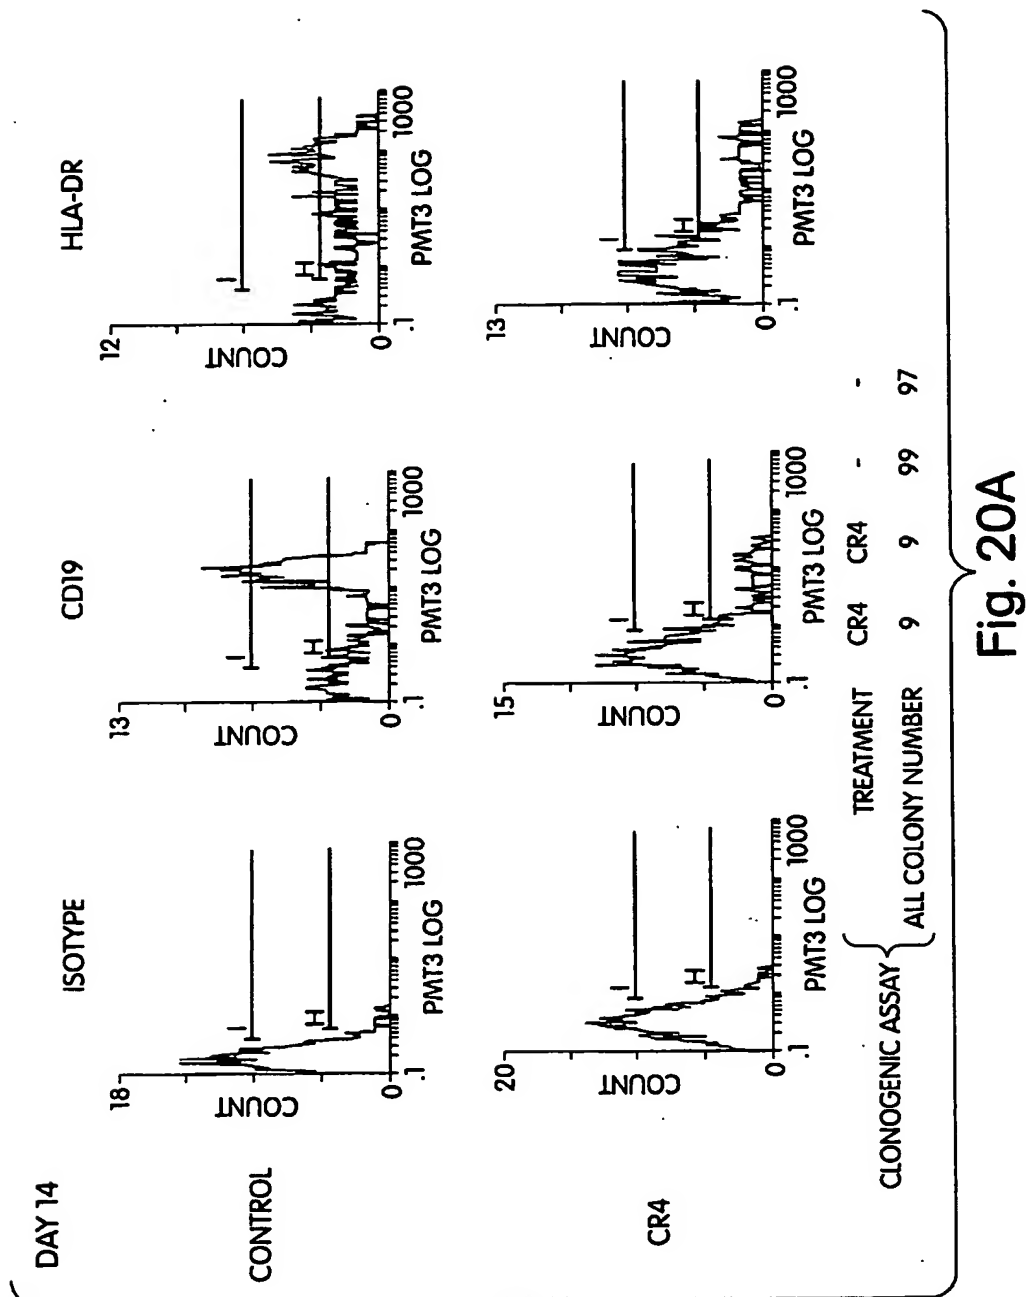 DAY 14
ISOTYPE
CD19
HLA-DR
CONTROL
18
COUNT
0
.1
1000
PMT3 LOG
I
H
13
COUNT
0
.1
1000
PMT3 LOG
I
H
12
COUNT
0
.1
1000
PMT3 LOG
I
H
CR4
20
COUNT
0
.1
1000
PMT3 LOG
I
H
15
COUNT
0
.1
1000
PMT3 LOG
I
H
13
COUNT
0
.1
1000
PMT3 LOG
I
H
CLONOGENIC ASSAY
TREATMENT CR4 CR4 - -
ALL COLONY NUMBER 9 9 99 97
Fig. 20A